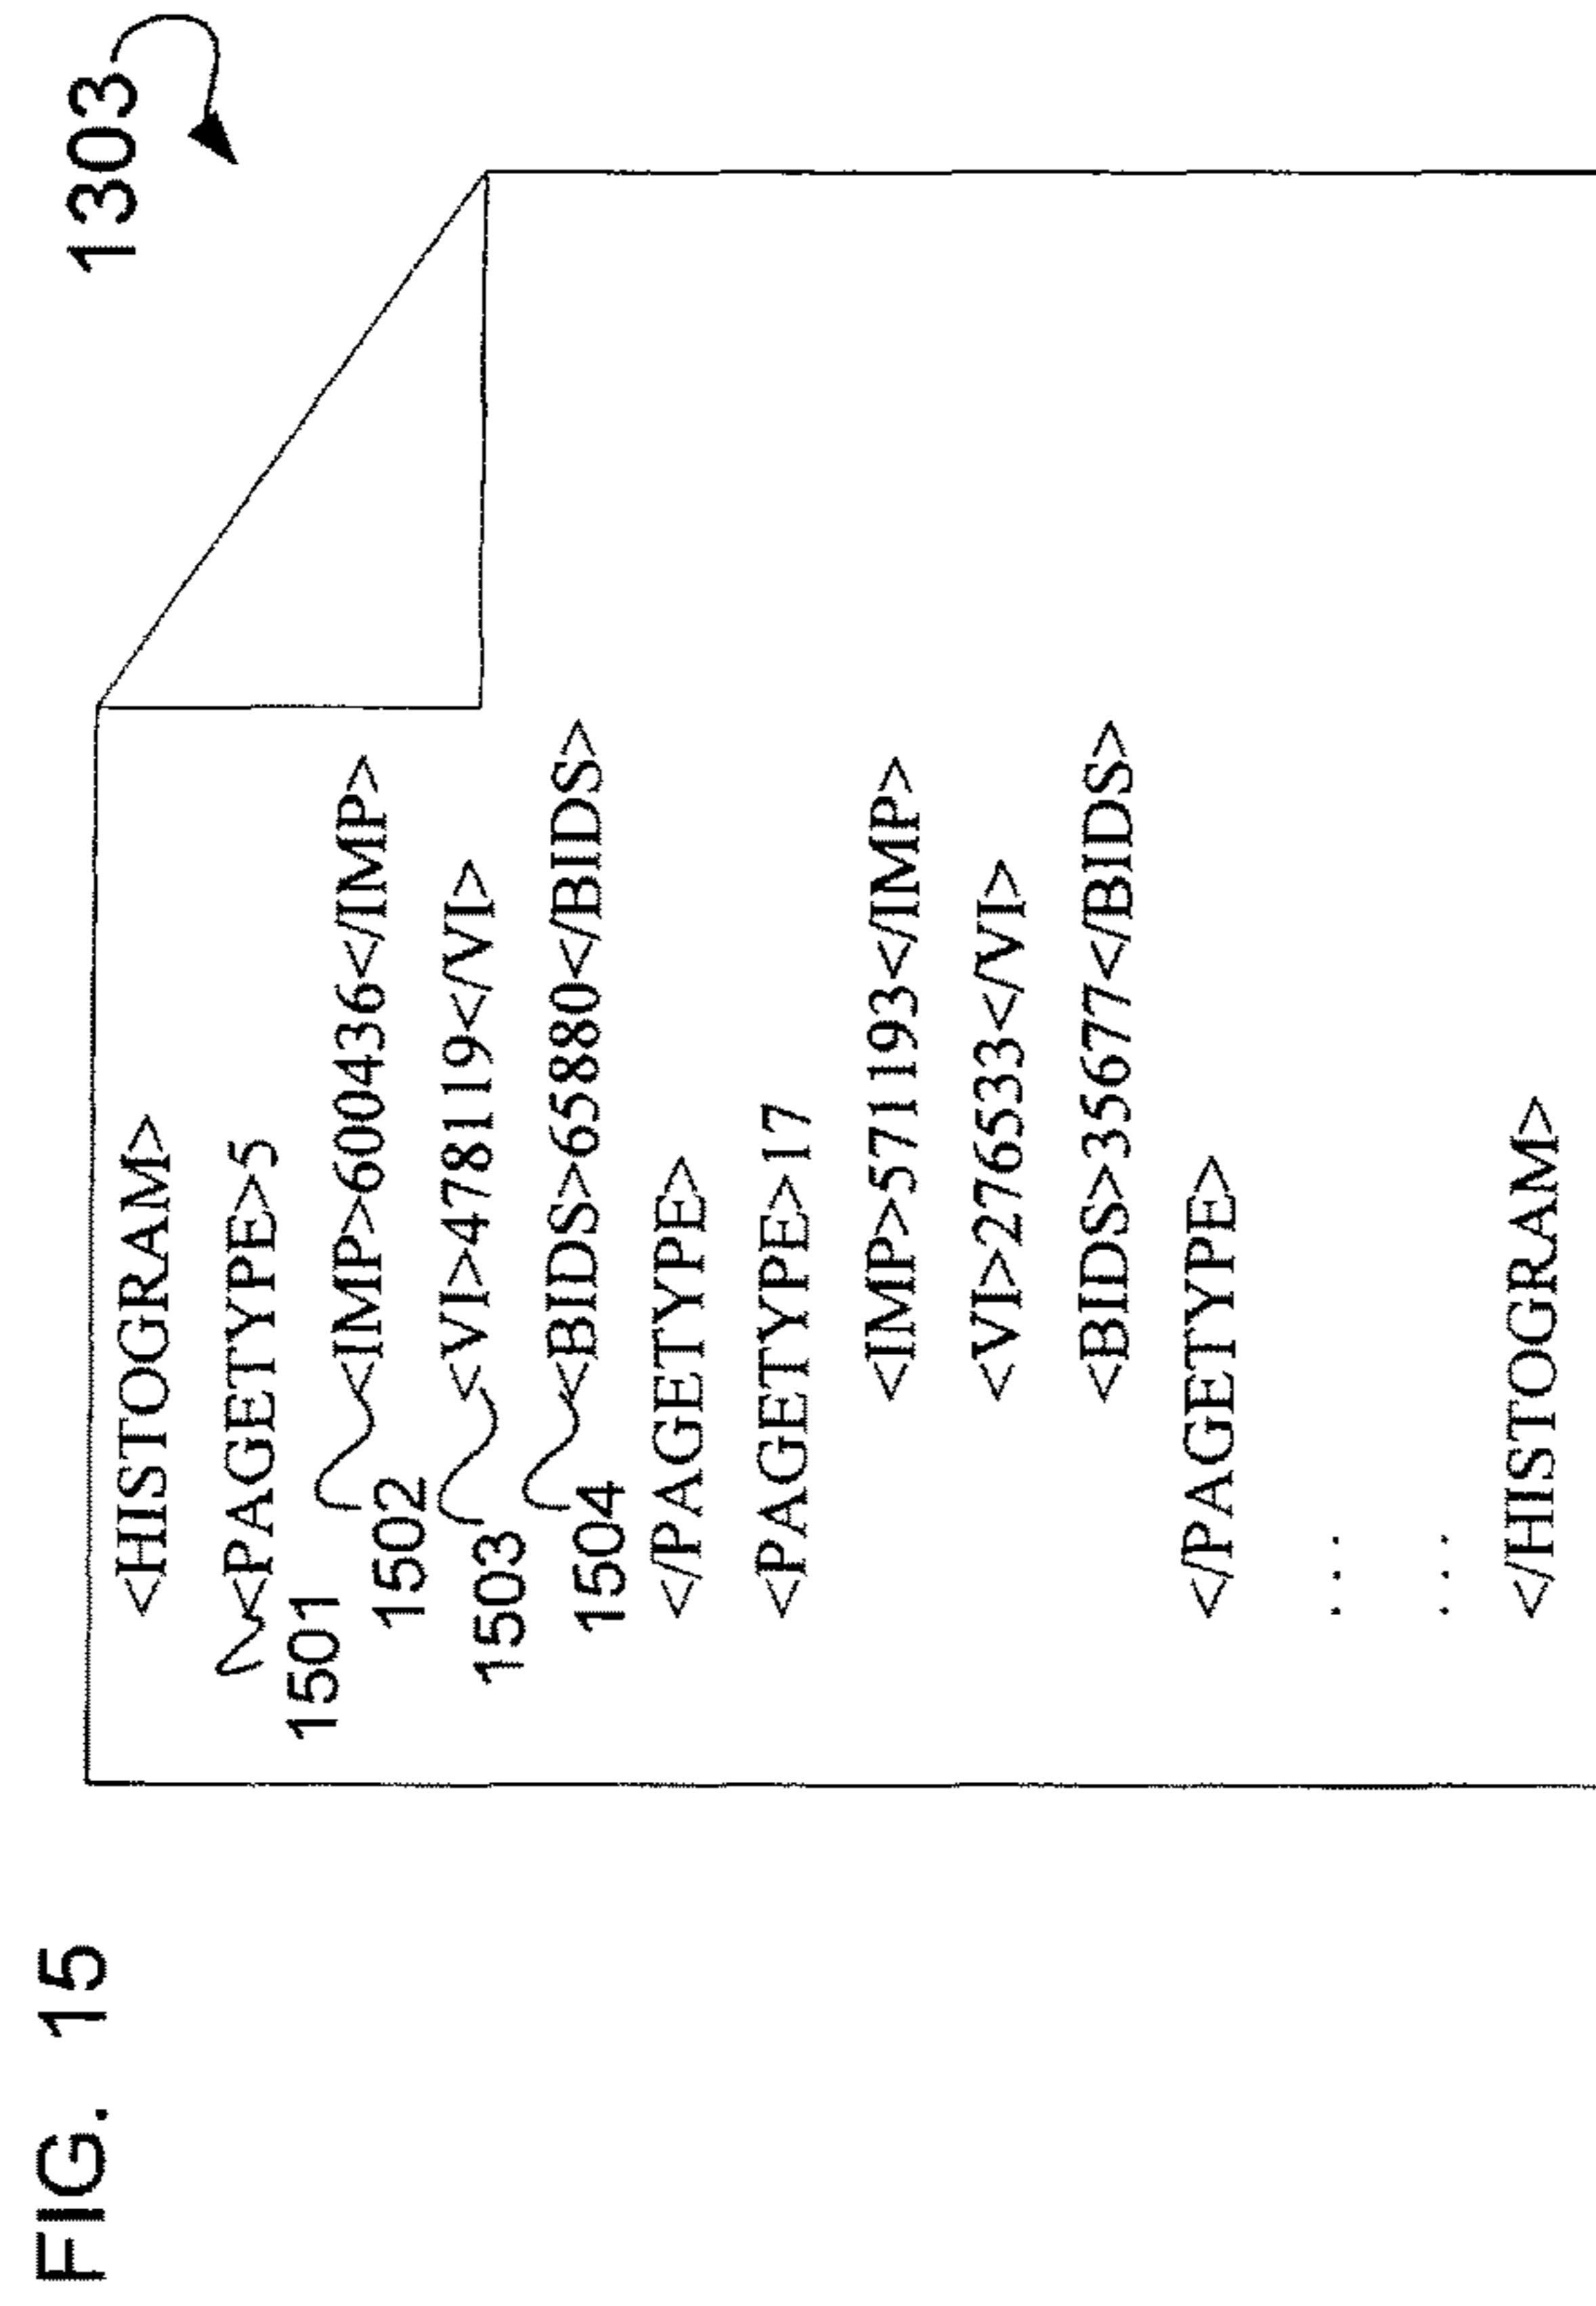 FIG. 15
1303
<HISTOGRAM>
<PAGETYPE>5
1501
<IMP>600436</IMP>
1502
<VI>478119</VI>
1503
<BIDS>65880</BIDS>
1504
</PAGETYPE>
<PAGETYPE>17
<IMP>571193</IMP>
<VI>276533</VI>
<BIDS>35677</BIDS>
</PAGETYPE>
. . .
. . .
</HISTOGRAM>